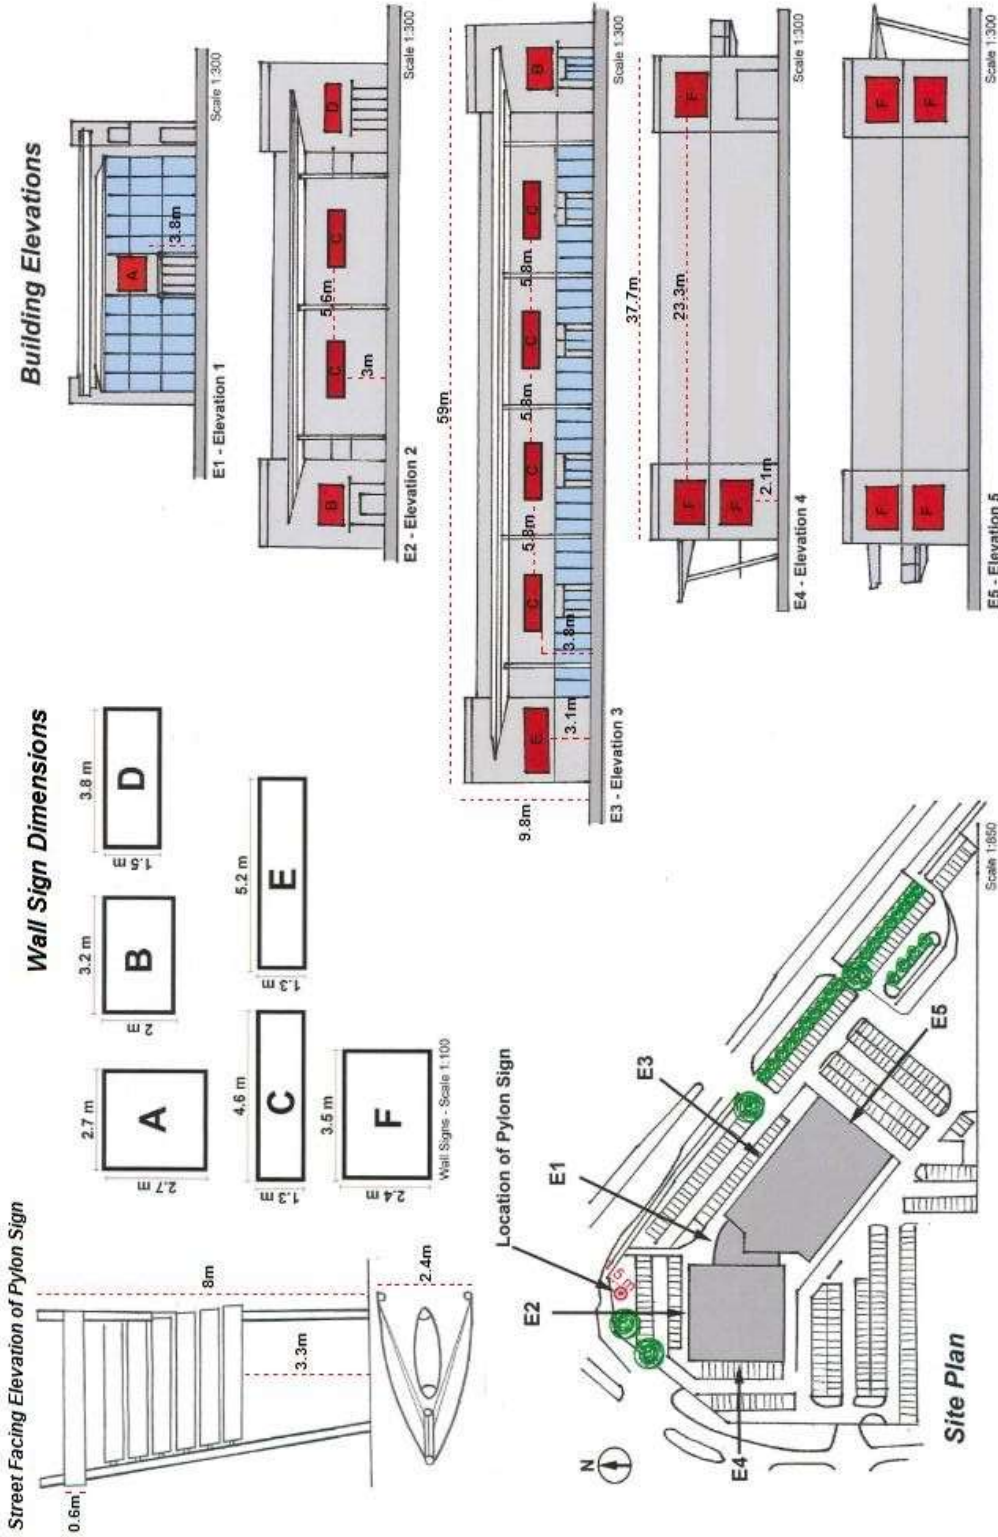 Street Facing Elevation of Pylon Sign
0.6m
8m
3.3m
2.4m
Wall Sign Dimensions
2.7 m
2.7 m
A
3.2 m
2 m
B
3.8 m
1.5 m
D
4.6 m
1.3 m
C
5.2 m
1.3 m
E
3.5 m
2.4 m
F
Wall Signs - Scale 1:100
Building Elevations
A
3.8m
E1 - Elevation 1
Scale 1:300
B
C
5.6m
C
D
3m
E2 - Elevation 2
Scale 1:300
59m
9.8m
E
C
5.8m
C
5.8m
C
5.8m
C
B
3.1m
3.8m
E3 - Elevation 3
Scale 1:300
37.7m
F
23.3m
F
F
2.1m
E4 - Elevation 4
Scale 1:300
F
F
F
F
E5 - Elevation 5
Scale 1:300
Location of Pylon Sign
N
E4
E2
E1
E3
E5
Site Plan
Scale 1:850